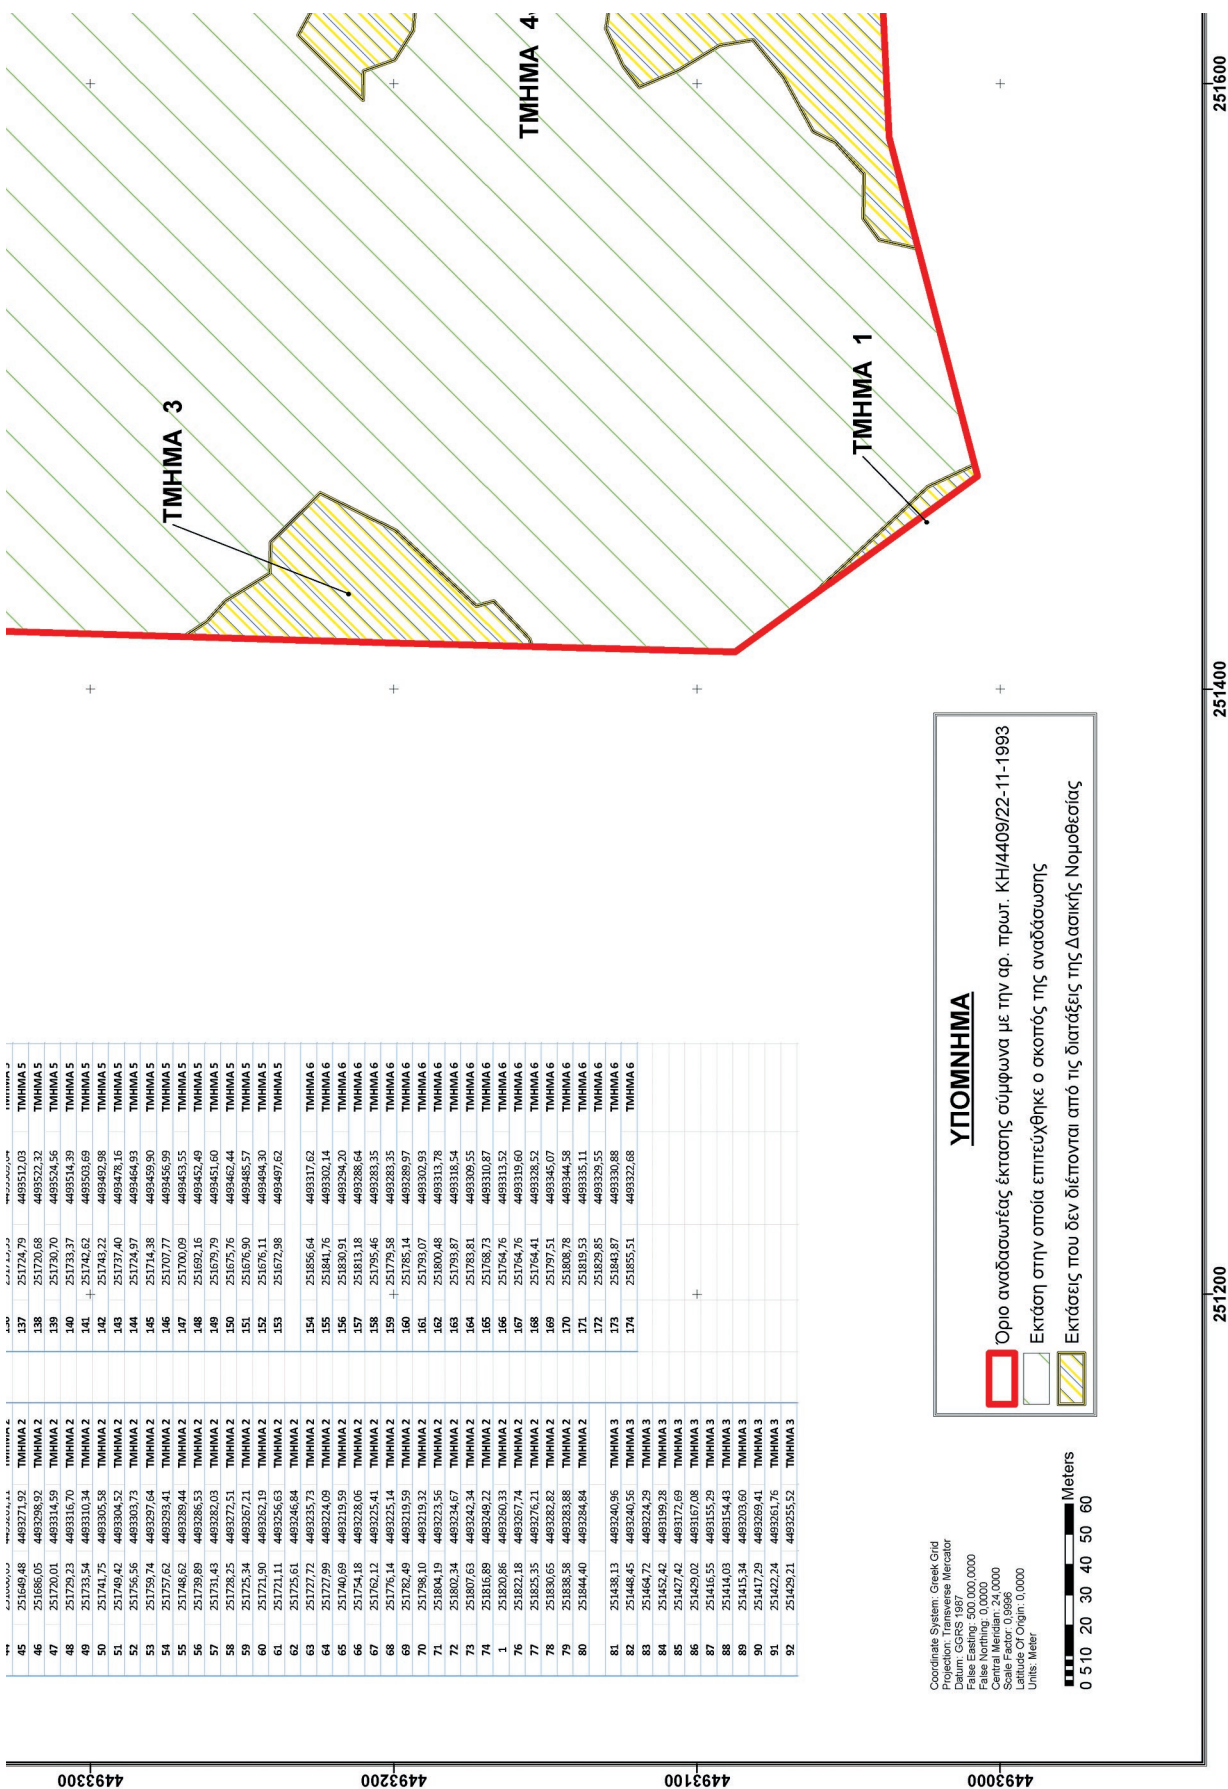 45 251649,48 4493271,92 ΤΜΗΜΑ 2
46 251686,05 4493298,92 ΤΜΗΜΑ 2
47 251720,01 4493314,59 ΤΜΗΜΑ 2
48 251729,23 4493316,70 ΤΜΗΜΑ 2
49 251733,54 4493310,34 ΤΜΗΜΑ 2
50 251741,75 4493305,58 ΤΜΗΜΑ 2
51 251749,42 4493304,52 ΤΜΗΜΑ 2
52 251756,56 4493303,73 ΤΜΗΜΑ 2
53 251759,74 4493297,64 ΤΜΗΜΑ 2
54 251757,62 4493293,41 ΤΜΗΜΑ 2
55 251748,62 4493289,44 ΤΜΗΜΑ 2
56 251739,89 4493286,53 ΤΜΗΜΑ 2
57 251731,43 4493282,03 ΤΜΗΜΑ 2
58 251728,25 4493272,51 ΤΜΗΜΑ 2
59 251725,34 4493267,21 ΤΜΗΜΑ 2
60 251721,90 4493262,19 ΤΜΗΜΑ 2
61 251721,11 4493256,63 ΤΜΗΜΑ 2
62 251725,61 4493246,84 ΤΜΗΜΑ 2
63 251727,72 4493235,73 ΤΜΗΜΑ 2
64 251727,99 4493224,09 ΤΜΗΜΑ 2
65 251740,69 4493219,59 ΤΜΗΜΑ 2
66 251754,18 4493228,06 ΤΜΗΜΑ 2
67 251762,12 4493225,41 ΤΜΗΜΑ 2
68 251776,14 4493225,14 ΤΜΗΜΑ 2
69 251782,49 4493219,59 ΤΜΗΜΑ 2
70 251798,10 4493219,32 ΤΜΗΜΑ 2
71 251804,19 4493223,56 ΤΜΗΜΑ 2
72 251802,34 4493234,67 ΤΜΗΜΑ 2
73 251807,63 4493242,34 ΤΜΗΜΑ 2
74 251816,89 4493249,22 ΤΜΗΜΑ 2
1 251820,86 4493260,33 ΤΜΗΜΑ 2
76 251822,18 4493267,74 ΤΜΗΜΑ 2
77 251825,35 4493276,21 ΤΜΗΜΑ 2
78 251830,65 4493282,82 ΤΜΗΜΑ 2
79 251838,58 4493283,88 ΤΜΗΜΑ 2
80 251844,40 4493284,84 ΤΜΗΜΑ 2
81 251438,13 4493240,96 ΤΜΗΜΑ 3
82 251448,45 4493240,56 ΤΜΗΜΑ 3
83 251464,72 4493224,29 ΤΜΗΜΑ 3
84 251452,42 4493199,28 ΤΜΗΜΑ 3
85 251427,42 4493172,69 ΤΜΗΜΑ 3
86 251429,02 4493167,08 ΤΜΗΜΑ 3
87 251416,55 4493155,29 ΤΜΗΜΑ 3
88 251414,03 4493154,43 ΤΜΗΜΑ 3
89 251415,34 4493203,60 ΤΜΗΜΑ 3
90 251417,29 4493269,41 ΤΜΗΜΑ 3
91 251422,24 4493261,76 ΤΜΗΜΑ 3
92 251429,21 4493255,52 ΤΜΗΜΑ 3
137 251724,79 4493512,03 ΤΜΗΜΑ 5
138 251720,68 4493522,32 ΤΜΗΜΑ 5
139 251730,70 4493524,56 ΤΜΗΜΑ 5
140 251733,37 4493514,39 ΤΜΗΜΑ 5
141 251742,62 4493503,69 ΤΜΗΜΑ 5
142 251743,22 4493492,98 ΤΜΗΜΑ 5
143 251737,40 4493478,16 ΤΜΗΜΑ 5
144 251724,97 4493464,93 ΤΜΗΜΑ 5
145 251714,38 4493459,90 ΤΜΗΜΑ 5
146 251707,77 4493456,99 ΤΜΗΜΑ 5
147 251700,09 4493453,55 ΤΜΗΜΑ 5
148 251692,16 4493452,49 ΤΜΗΜΑ 5
149 251679,79 4493451,60 ΤΜΗΜΑ 5
150 251675,76 4493462,44 ΤΜΗΜΑ 5
151 251676,90 4493485,57 ΤΜΗΜΑ 5
152 251676,11 4493494,30 ΤΜΗΜΑ 5
153 251672,98 4493497,62 ΤΜΗΜΑ 5
154 251856,64 4493317,62 ΤΜΗΜΑ 6
155 251841,76 4493302,14 ΤΜΗΜΑ 6
156 251830,91 4493294,20 ΤΜΗΜΑ 6
157 251813,18 4493288,64 ΤΜΗΜΑ 6
158 251795,46 4493283,35 ΤΜΗΜΑ 6
159 251779,58 4493283,35 ΤΜΗΜΑ 6
160 251785,14 4493289,97 ΤΜΗΜΑ 6
161 251793,07 4493302,93 ΤΜΗΜΑ 6
162 251800,48 4493313,78 ΤΜΗΜΑ 6
163 251793,87 4493318,54 ΤΜΗΜΑ 6
164 251783,81 4493309,55 ΤΜΗΜΑ 6
165 251768,73 4493310,87 ΤΜΗΜΑ 6
166 251764,76 4493313,52 ΤΜΗΜΑ 6
167 251764,76 4493319,60 ΤΜΗΜΑ 6
168 251764,41 4493328,52 ΤΜΗΜΑ 6
169 251797,51 4493345,07 ΤΜΗΜΑ 6
170 251808,78 4493344,58 ΤΜΗΜΑ 6
171 251819,53 4493335,11 ΤΜΗΜΑ 6
172 251829,85 4493329,55 ΤΜΗΜΑ 6
173 251843,87 4493330,88 ΤΜΗΜΑ 6
174 251855,51 4493322,68 ΤΜΗΜΑ 6
ΤΜΗΜΑ 3
ΤΜΗΜΑ 4
ΤΜΗΜΑ 1
4493300
4493200
4493100
4493000
Coordinate System: Greek Grid
Projection: Transverse Mercator
Datum: GGRS 1987
False Easting: 500.000,0000
False Northing: 0,0000
Central Meridian: 24,0000
Scale Factor: 0,9996
Latitude Of Origin: 0,0000
Units: Meter
0 5 10 20 30 40 50 60 Meters
ΥΠΟΜΝΗΜΑ
Όριο αναδασωτέας έκτασης σύμφωνα με την αρ. πρωτ. ΚΗ/4409/22-11-1993
Εκτάση στην οποία επιτεύχθηκε ο σκοπός της αναδάσωσης
Εκτάσεις που δεν διέπονται από τις διατάξεις της Δασικής Νομοθεσίας
251200
251400
251600